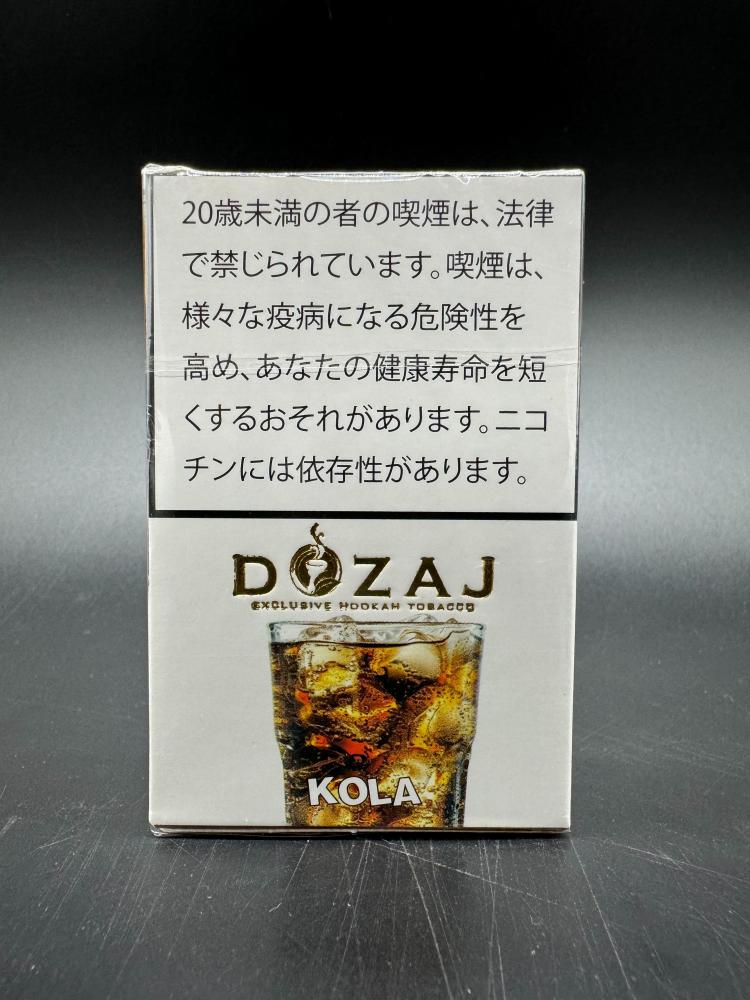 20歳未満の者の喫煙は、法律
で禁じられています。喫煙は、
様々な疫病になる危険性を
高め、あなたの健康寿命を短
くするおそれがあります。ニコ
チンには依存性があります。
DOZAJ
EXCLUSIVE HOOKAH TOBACCO
KOLA